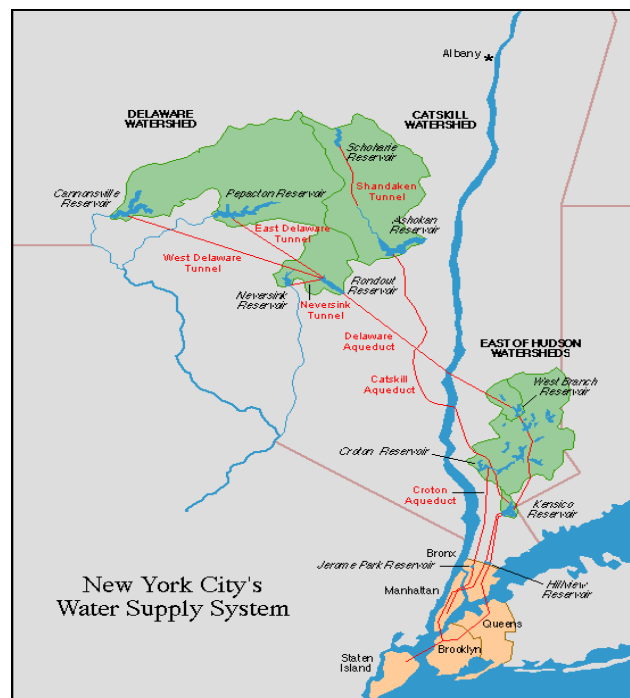 Albany *
DELAWARE
WATERSHED
CATSKILL
WATERSHED
Schoharie
Reservoir
Shandaken
Tunnel
Cannonsville
Reservoir
Pepacton Reservoir
Ashokan
Reservoir
East Delaware
Tunnel
West Delaware
Tunnel
Neversink
Reservoir
Neversink
Tunnel
Rondout
Reservoir
Delaware
Aqueduct
Catskill
Aqueduct
EAST OF HUDSON
WATERSHEDS
West Branch
Reservoir
Croton Reservoir
Croton
Aqueduct
Kensico
Reservoir
Bronx
Jerome Park Reservoir
Hillview
Reservoir
Manhattan
Queens
Brooklyn
Staten
Island
New York City's
Water Supply System